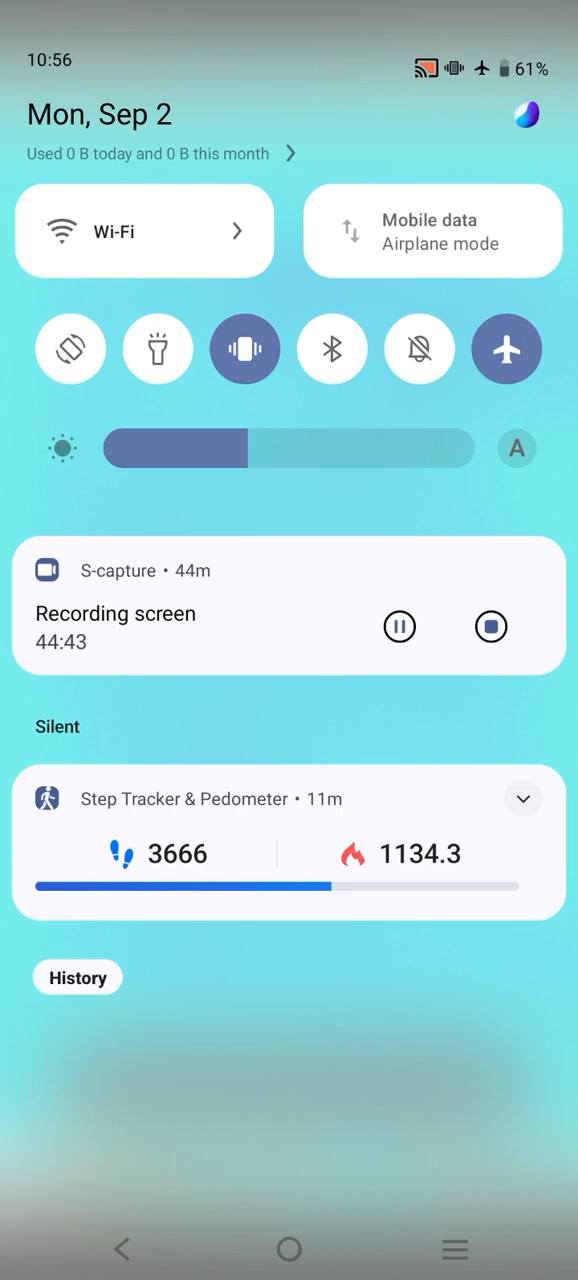 10:56
61%
Mon, Sep 2
Used 0 B today and 0 B this month
Wi-Fi
Mobile data
Airplane mode
A
S-capture • 44m
Recording screen
44:43
Silent
Step Tracker & Pedometer • 11m
3666
1134.3
History